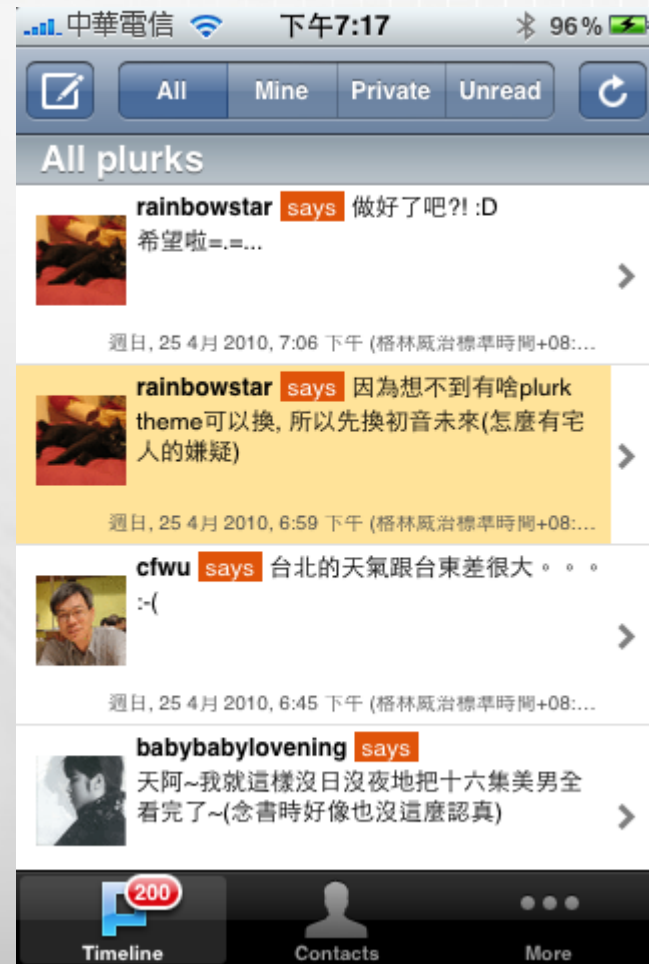 中華電信 下午7:17 96%
All Mine Private Unread
All plurks
rainbowstar says 做好了吧?! :D
希望啦=.=...
週日, 25 4月 2010, 7:06 下午 (格林威治標準時間+08:...
rainbowstar says 因為想不到有啥plurk
theme可以換, 所以先換初音未來(怎麼有宅
人的嫌疑)
週日, 25 4月 2010, 6:59 下午 (格林威治標準時間+08:...
cfwu says 台北的天氣跟台東差很大。。。
:-(
週日, 25 4月 2010, 6:45 下午 (格林威治標準時間+08:...
babybabylovening says
天阿~我就這樣沒日沒夜地把十六集美男全
看完了~(念書時好像也沒這麼認真)
200
Timeline Contacts More